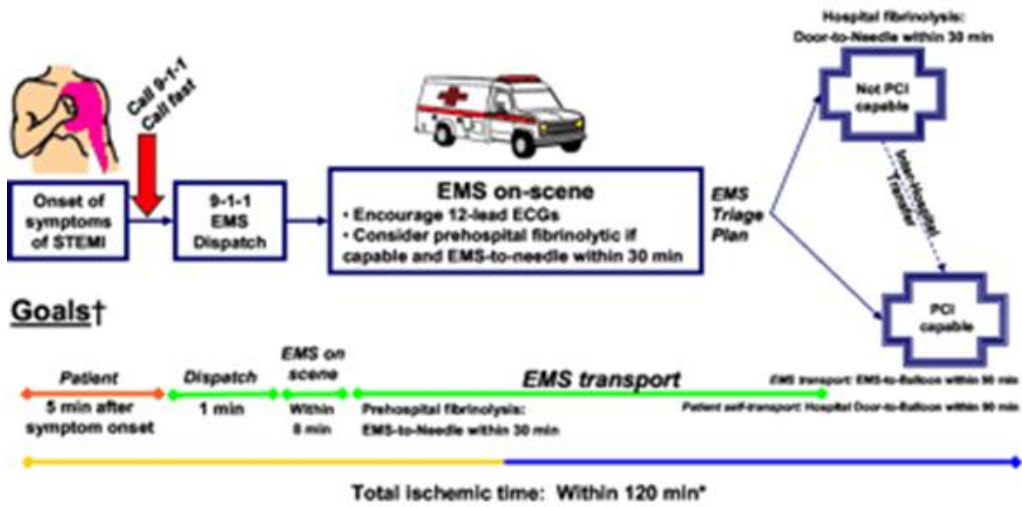 Hospital fibrinolysis:
Door-to-Needle within 30 min
Call 9-1-1
Call fast
Not PCI
capable
Onset of
symptoms
of STEMI
9-1-1
EMS
Dispatch
EMS on-scene
• Encourage 12-lead ECGs
• Consider prehospital fibrinolytic if
capable and EMS-to-needle within 30 min
EMS
Triage
Plan
Inter-Hospital
Transfer
PCI
capable
Goals†
Patient
5 min after
symptom onset
Dispatch
1 min
EMS on
scene
Within
8 min
EMS transport
Prehospital fibrinolysis:
EMS-to-Needle within 30 min
EMS transport: EMS-to-Balloon within 90 min
Patient self-transport: Hospital Door-to-Balloon within 90 min
Total ischemic time: Within 120 min*